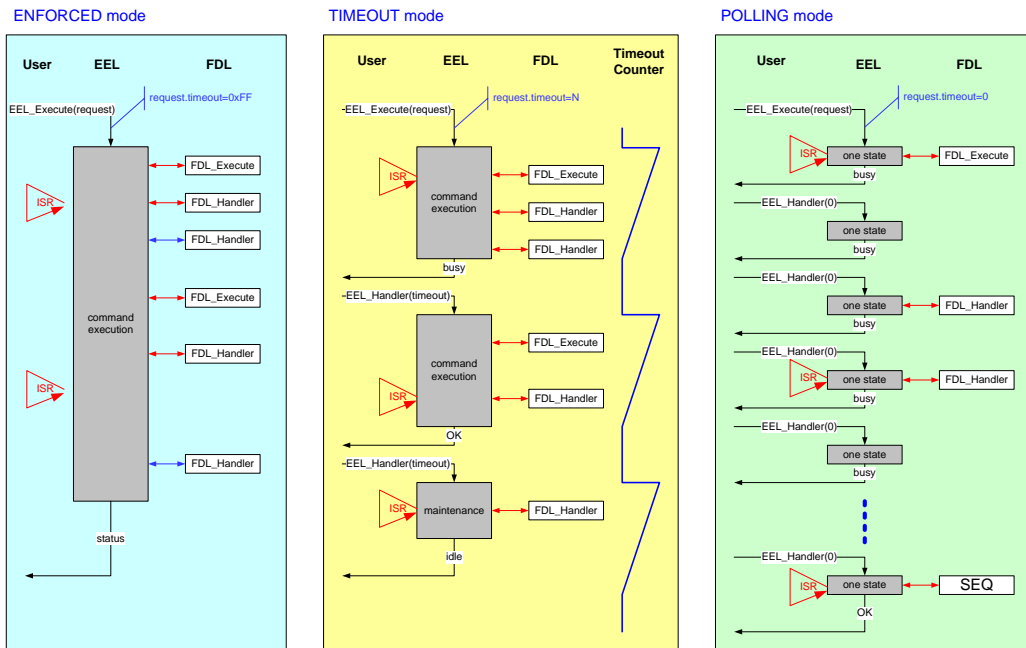 ENFORCED mode
User
EEL
FDL
request.timeout=0xFF
EEL_Execute(request)
FDL_Execute
ISR
FDL_Handler
FDL_Handler
FDL_Execute
command
execution
FDL_Handler
ISR
FDL_Handler
status
TIMEOUT mode
User
EEL
FDL
Timeout
Counter
request.timeout=N
EEL_Execute(request)
ISR
FDL_Execute
command
execution
FDL_Handler
FDL_Handler
busy
EEL_Handler(timeout)
FDL_Execute
command
execution
ISR
FDL_Handler
OK
EEL_Handler(timeout)
ISR
maintenance
FDL_Handler
idle
POLLING mode
User
EEL
FDL
request.timeout=0
EEL_Execute(request)
ISR
one state
FDL_Execute
busy
EEL_Handler(0)
one state
busy
EEL_Handler(0)
one state
FDL_Handler
busy
EEL_Handler(0)
ISR
one state
FDL_Handler
busy
EEL_Handler(0)
one state
busy
EEL_Handler(0)
ISR
one state
SEQ
OK